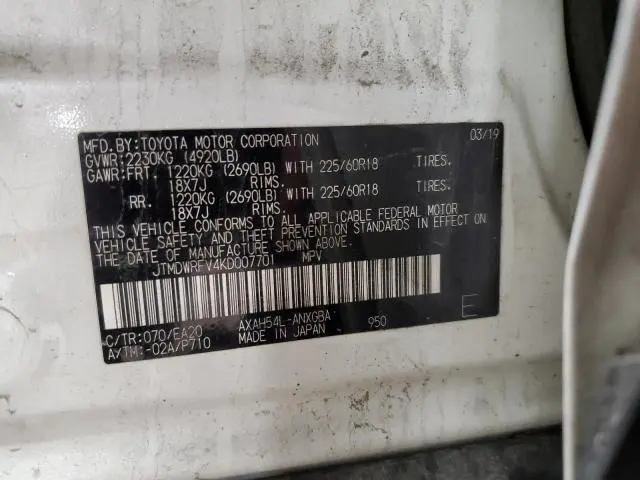 MFD.BY:TOYOTA MOTOR CORPORATION 03/19
GVWR:2230KG (4920LB)
GAWR:FRT. 1220KG (2690LB) WITH 225/60R18 TIRES.
18X7J RIMS.
RR. 1220KG (2690LB) WITH 225/60R18 TIRES.
18X7J RIMS.
THIS VEHICLE CONFORMS TO ALL APPLICABLE FEDERAL MOTOR
VEHICLE SAFETY AND THEFT PREVENTION STANDARDS IN EFFECT ON
THE DATE OF MANUFACTURE SHOWN ABOVE.
JTMDWRFV4KD007701 MPV
C/TR:070/EA20 AXAH54L-ANXGBA 950 E
A/TM:-02A/P710 MADE IN JAPAN